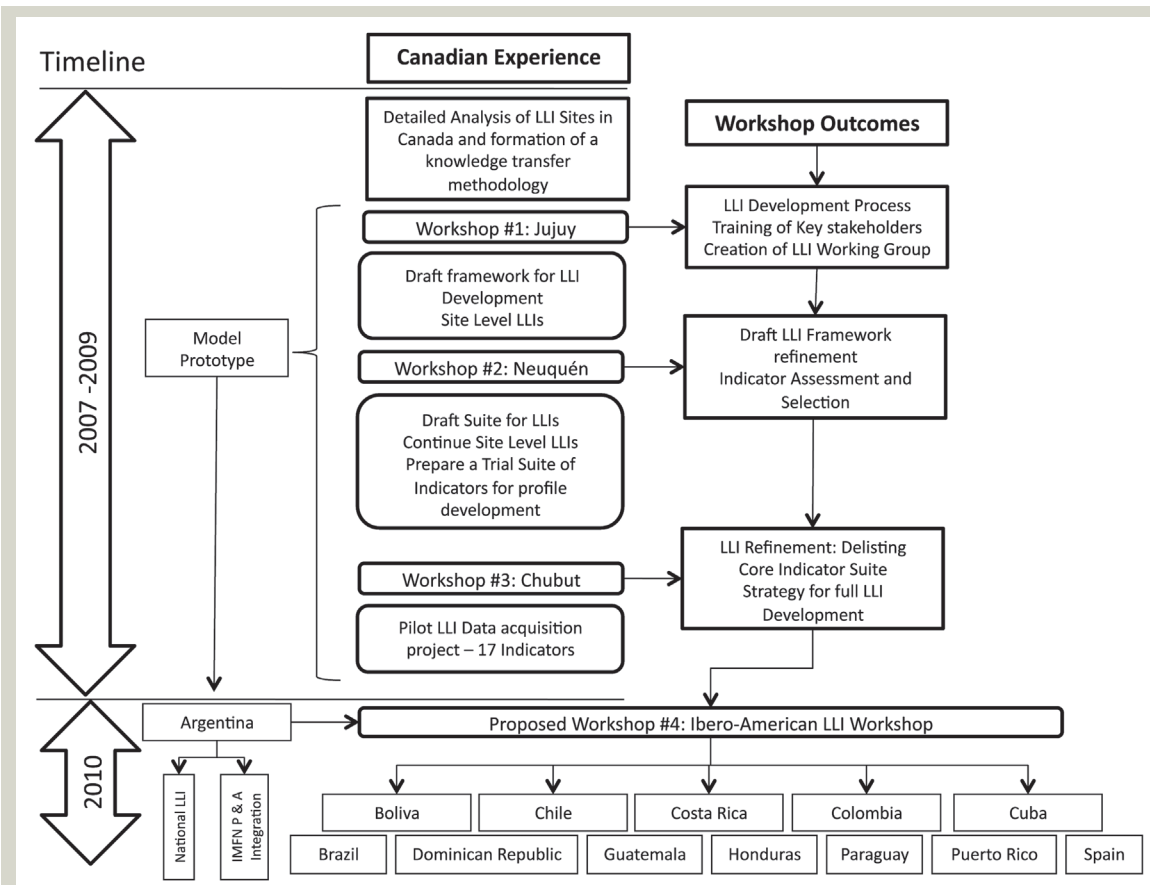 Timeline
Canadian Experience
Detailed Analysis of LLI Sites in
Canada and formation of a
knowledge transfer
methodology
Workshop Outcomes
Workshop #1: Jujuy
LLI Development Process
Training of Key stakeholders
Creation of LLI Working Group
Draft framework for LLI
Development
Site Level LLIs
Model
Prototype
Workshop #2: Neuquén
Draft LLI Framework
refinement
Indicator Assessment and
Selection
Draft Suite for LLIs
Continue Site Level LLIs
Prepare a Trial Suite of
Indicators for profile
development
2007 -2009
Workshop #3: Chubut
LLI Refinement: Delisting
Core Indicator Suite
Strategy for full LLI
Development
Pilot LLI Data acquisition
project – 17 Indicators
2010
Argentina
Proposed Workshop #4: Ibero-American LLI Workshop
National LLI
IMFN P & A
Integration
Boliva
Chile
Costa Rica
Colombia
Cuba
Brazil
Dominican Republic
Guatemala
Honduras
Paraguay
Puerto Rico
Spain